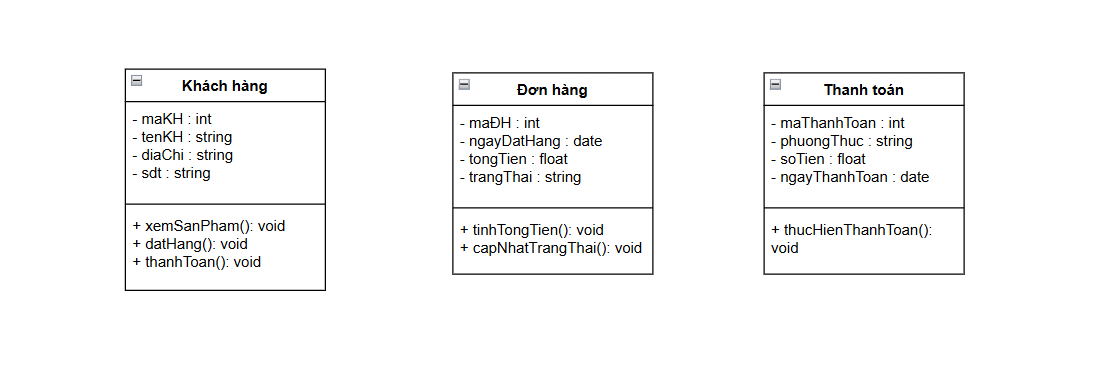 Khách hàng
- maKH : int
- tenKH : string
- diaChi : string
- sdt : string
+ xemSanPham(): void
+ datHang(): void
+ thanhToan(): void
Đơn hàng
- maĐH : int
- ngayDatHang : date
- tongTien : float
- trangThai : string
+ tinhTongTien(): void
+ capNhatTrangThai(): void
Thanh toán
- maThanhToan : int
- phuongThuc : string
- soTien : float
- ngayThanhToan : date
+ thucHienThanhToan():
void